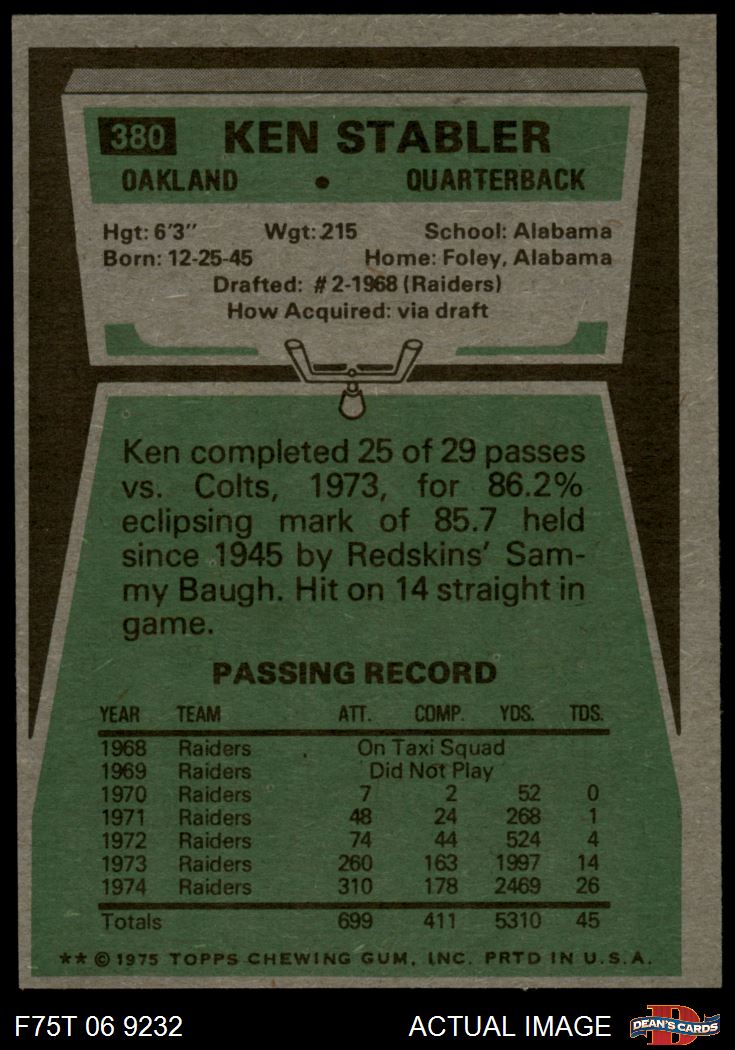 380 KEN STABLER
OAKLAND • QUARTERBACK
Hgt: 6'3" Wgt: 215 School: Alabama
Born: 12-25-45 Home: Foley, Alabama
Drafted: #2-1968 (Raiders)
How Acquired: via draft
Ken completed 25 of 29 passes
vs. Colts, 1973, for 86.2%
eclipsing mark of 85.7 held
since 1945 by Redskins' Sam-
my Baugh. Hit on 14 straight in
game.
PASSING RECORD
YEAR TEAM ATT. COMP. YDS. TDS.
1968 Raiders On Taxi Squad
1969 Raiders Did Not Play
1970 Raiders 7 2 52 0
1971 Raiders 48 24 268 1
1972 Raiders 74 44 524 4
1973 Raiders 260 163 1997 14
1974 Raiders 310 178 2469 26
Totals 699 411 5310 45
** © 1975 TOPPS CHEWING GUM, INC. PRTD IN U.S.A.
F75T 06 9232 ACTUAL IMAGE DEAN'S CARDS